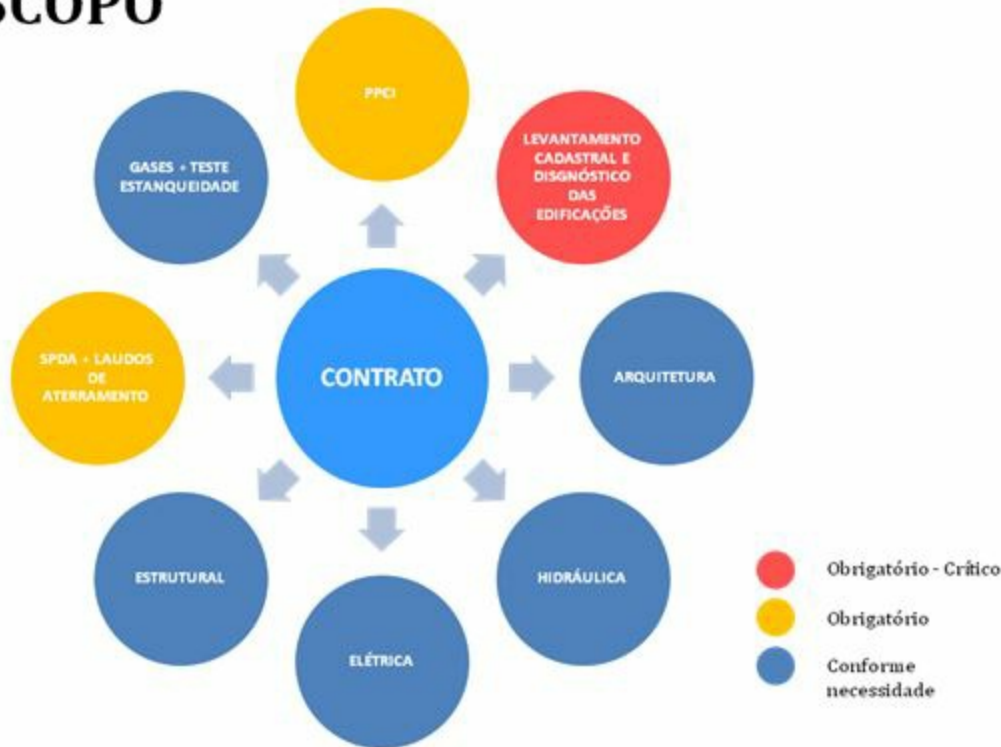 SCOPO
PPCI
LEVANTAMENTO
CADASTRAL E
DISGNÓSTICO
DAS
EDIFICAÇÕES
GASES + TESTE
ESTANQUEIDADE
SPDA + LAUDOS
DE
ATERRAMENTO
CONTRATO
ARQUITETURA
ESTRUTURAL
HIDRÁULICA
ELÉTRICA
Obrigatório - Crítico
Obrigatório
Conforme
necessidade